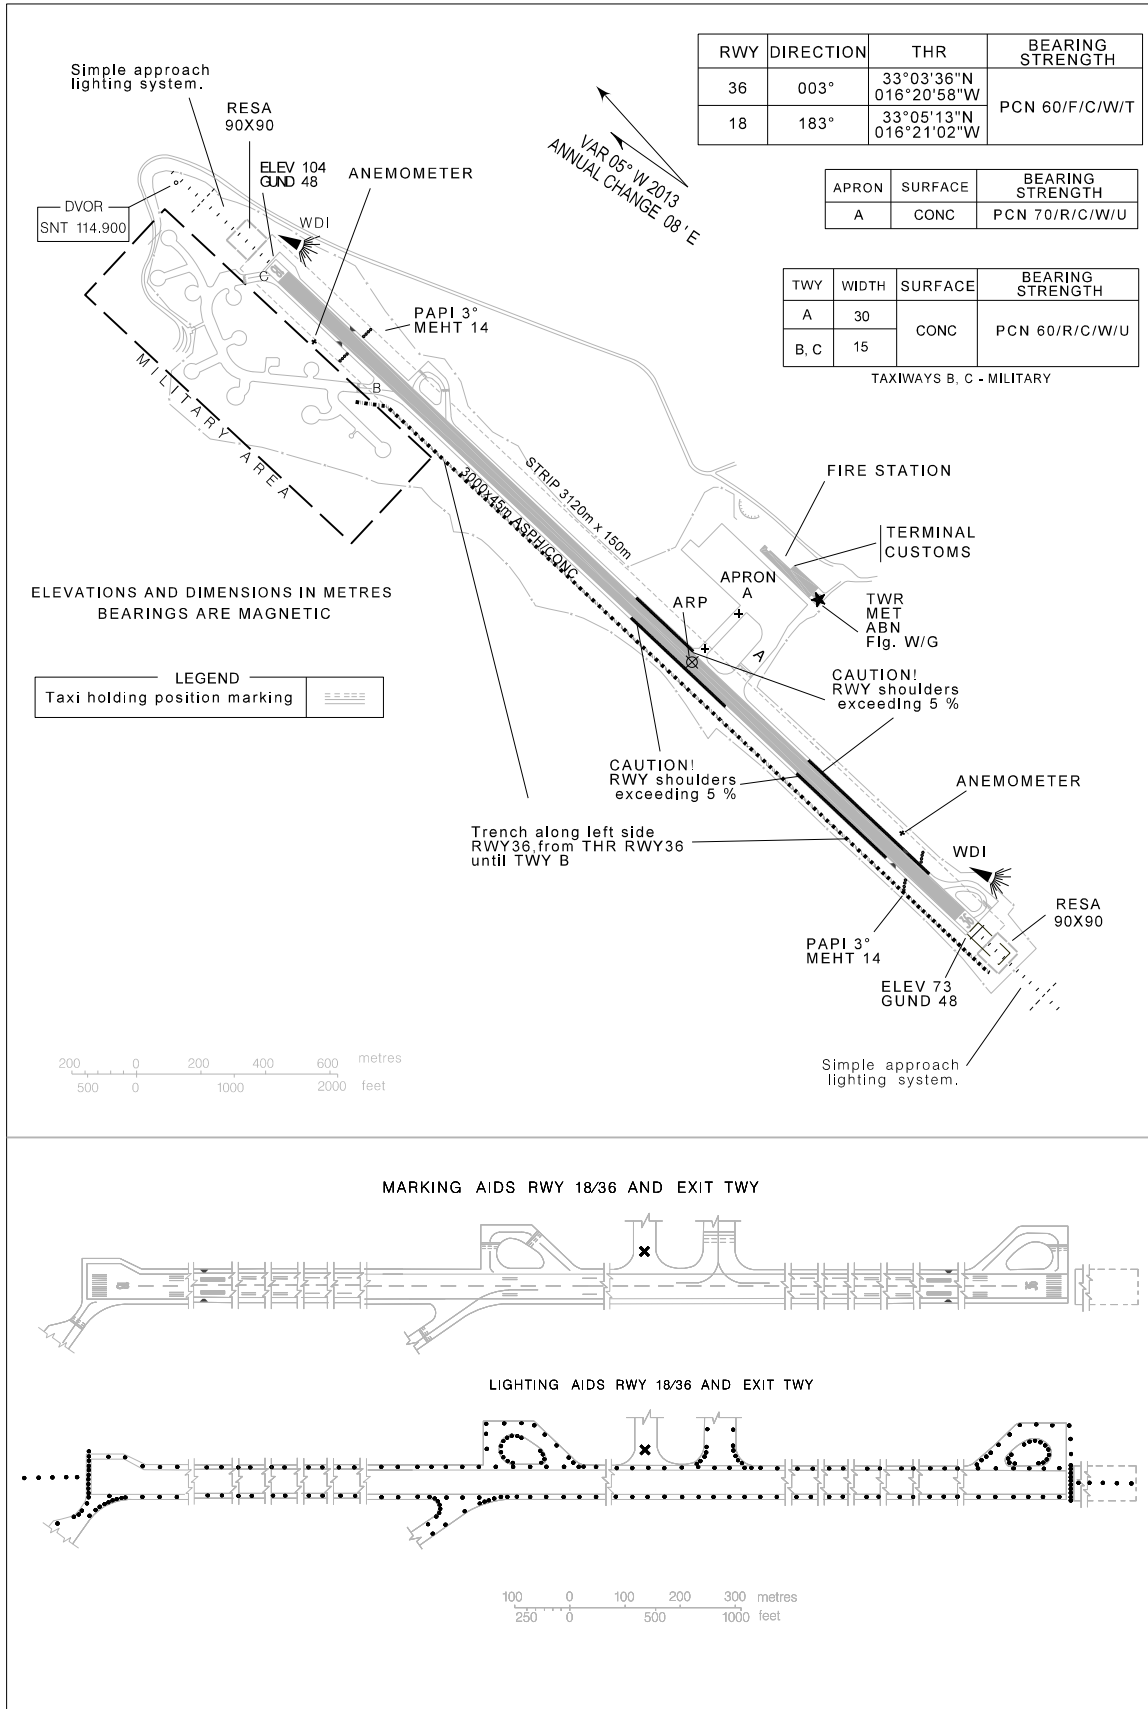 Simple approach
lighting system.
RESA
90X90
ELEV 104
GUND 48
ANEMOMETER
WDI
DVOR
SNT 114.900
C
PAPI 3°
MEHT 14
B
MILITARY AREA
VAR 05° W 2013
ANNUAL CHANGE 08'E
RWY DIRECTION THR BEARING STRENGTH
36 003° 33°03'36"N 016°20'58"W PCN 60/F/C/W/T
18 183° 33°05'13"N 016°21'02"W
APRON SURFACE BEARING STRENGTH
A CONC PCN 70/R/C/W/U
TWY WIDTH SURFACE BEARING STRENGTH
A 30 CONC PCN 60/R/C/W/U
B, C 15
TAXIWAYS B, C - MILITARY
STRIP 3120m x 150m
3000x45m ASPH/CONC
FIRE STATION
TERMINAL
CUSTOMS
APRON
A
ARP
TWR
MET
ABN
Flg. W/G
A
ELEVATIONS AND DIMENSIONS IN METRES
BEARINGS ARE MAGNETIC
LEGEND
Taxi holding position marking
CAUTION!
RWY shoulders
exceeding 5 %
CAUTION!
RWY shoulders
exceeding 5 %
ANEMOMETER
Trench along left side
RWY36,from THR RWY36
until TWY B
WDI
RESA
90X90
PAPI 3°
MEHT 14
ELEV 73
GUND 48
36
Simple approach
lighting system.
200 0 200 400 600 metres
500 0 1000 2000 feet
MARKING AIDS RWY 18/36 AND EXIT TWY
18
36
LIGHTING AIDS RWY 18/36 AND EXIT TWY
100 0 100 200 300 metres
250 0 500 1000 feet